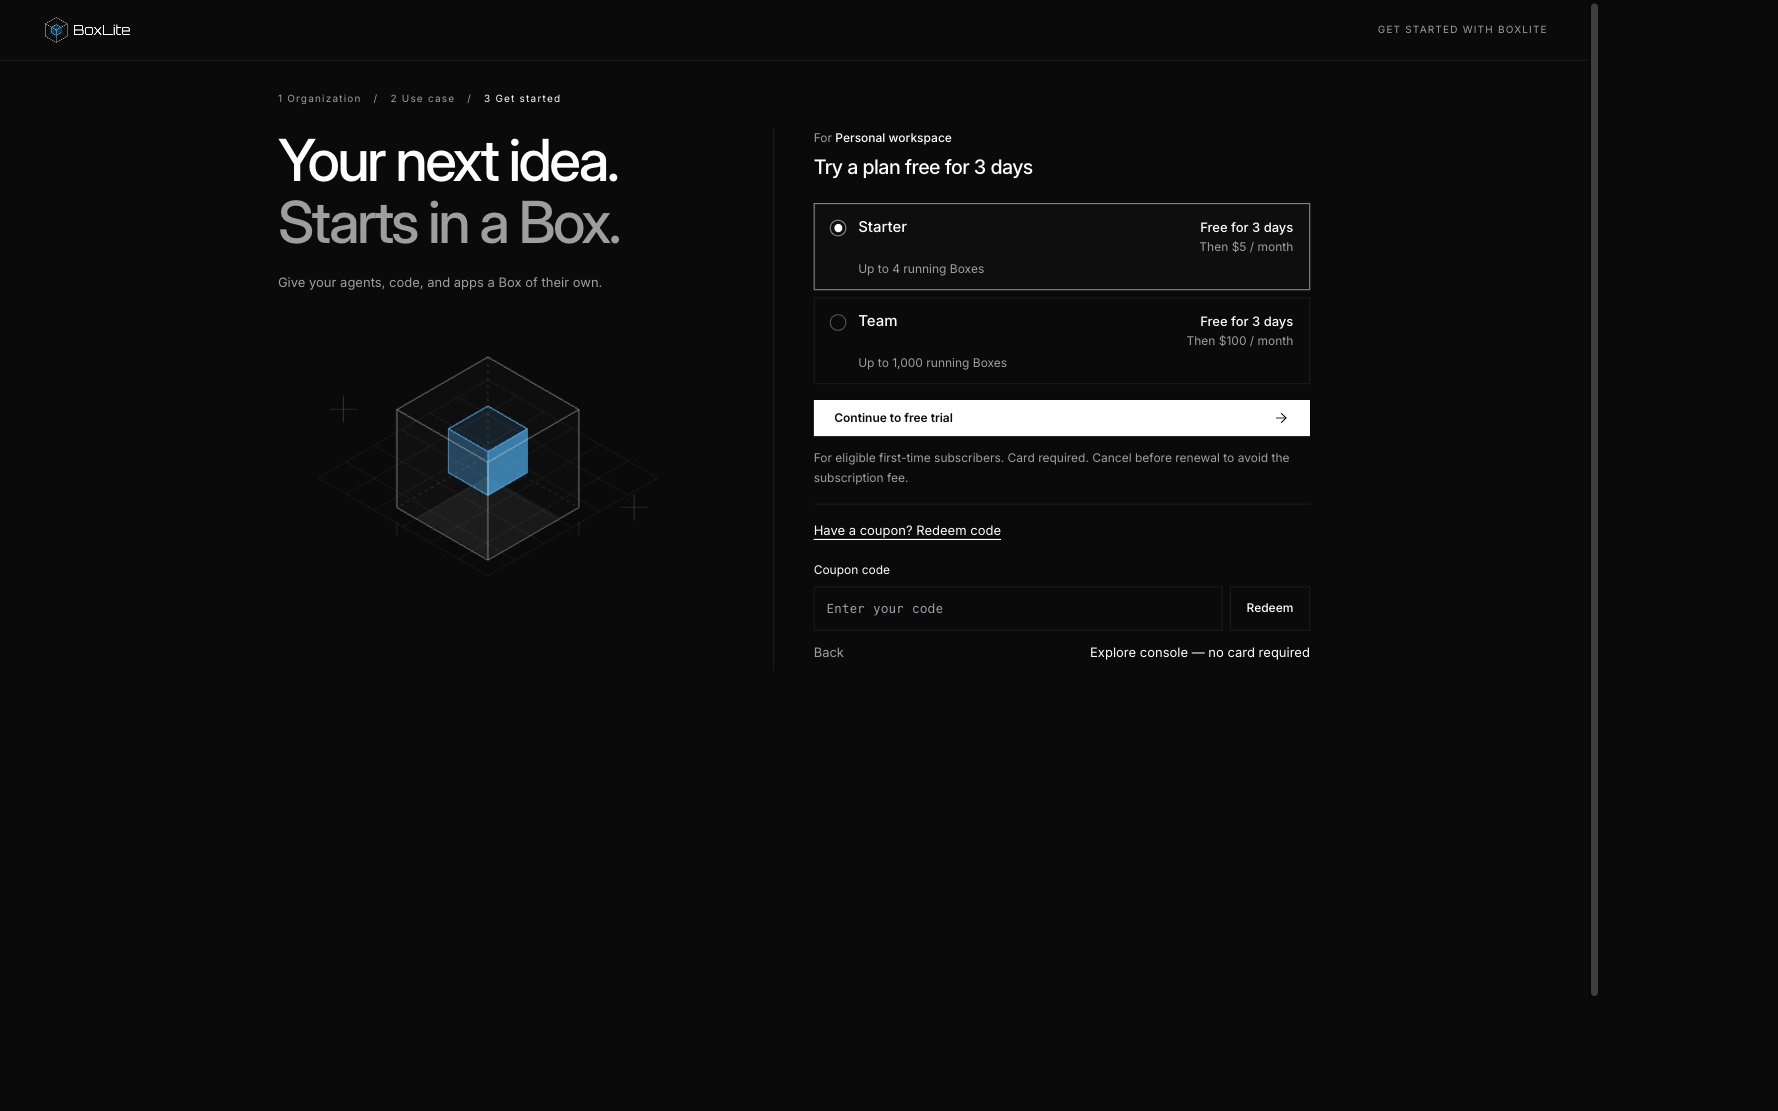 BoxLite
GET STARTED WITH BOXLITE
1 Organization / 2 Use case / 3 Get started
Your next idea.
Starts in a Box.
Give your agents, code, and apps a Box of their own.
For Personal workspace
Try a plan free for 3 days
Starter
Free for 3 days
Then $5 / month
Up to 4 running Boxes
Team
Free for 3 days
Then $100 / month
Up to 1,000 running Boxes
Continue to free trial
For eligible first-time subscribers. Card required. Cancel before renewal to avoid the
subscription fee.
Have a coupon? Redeem code
Coupon code
Enter your code
Redeem
Back
Explore console — no card required